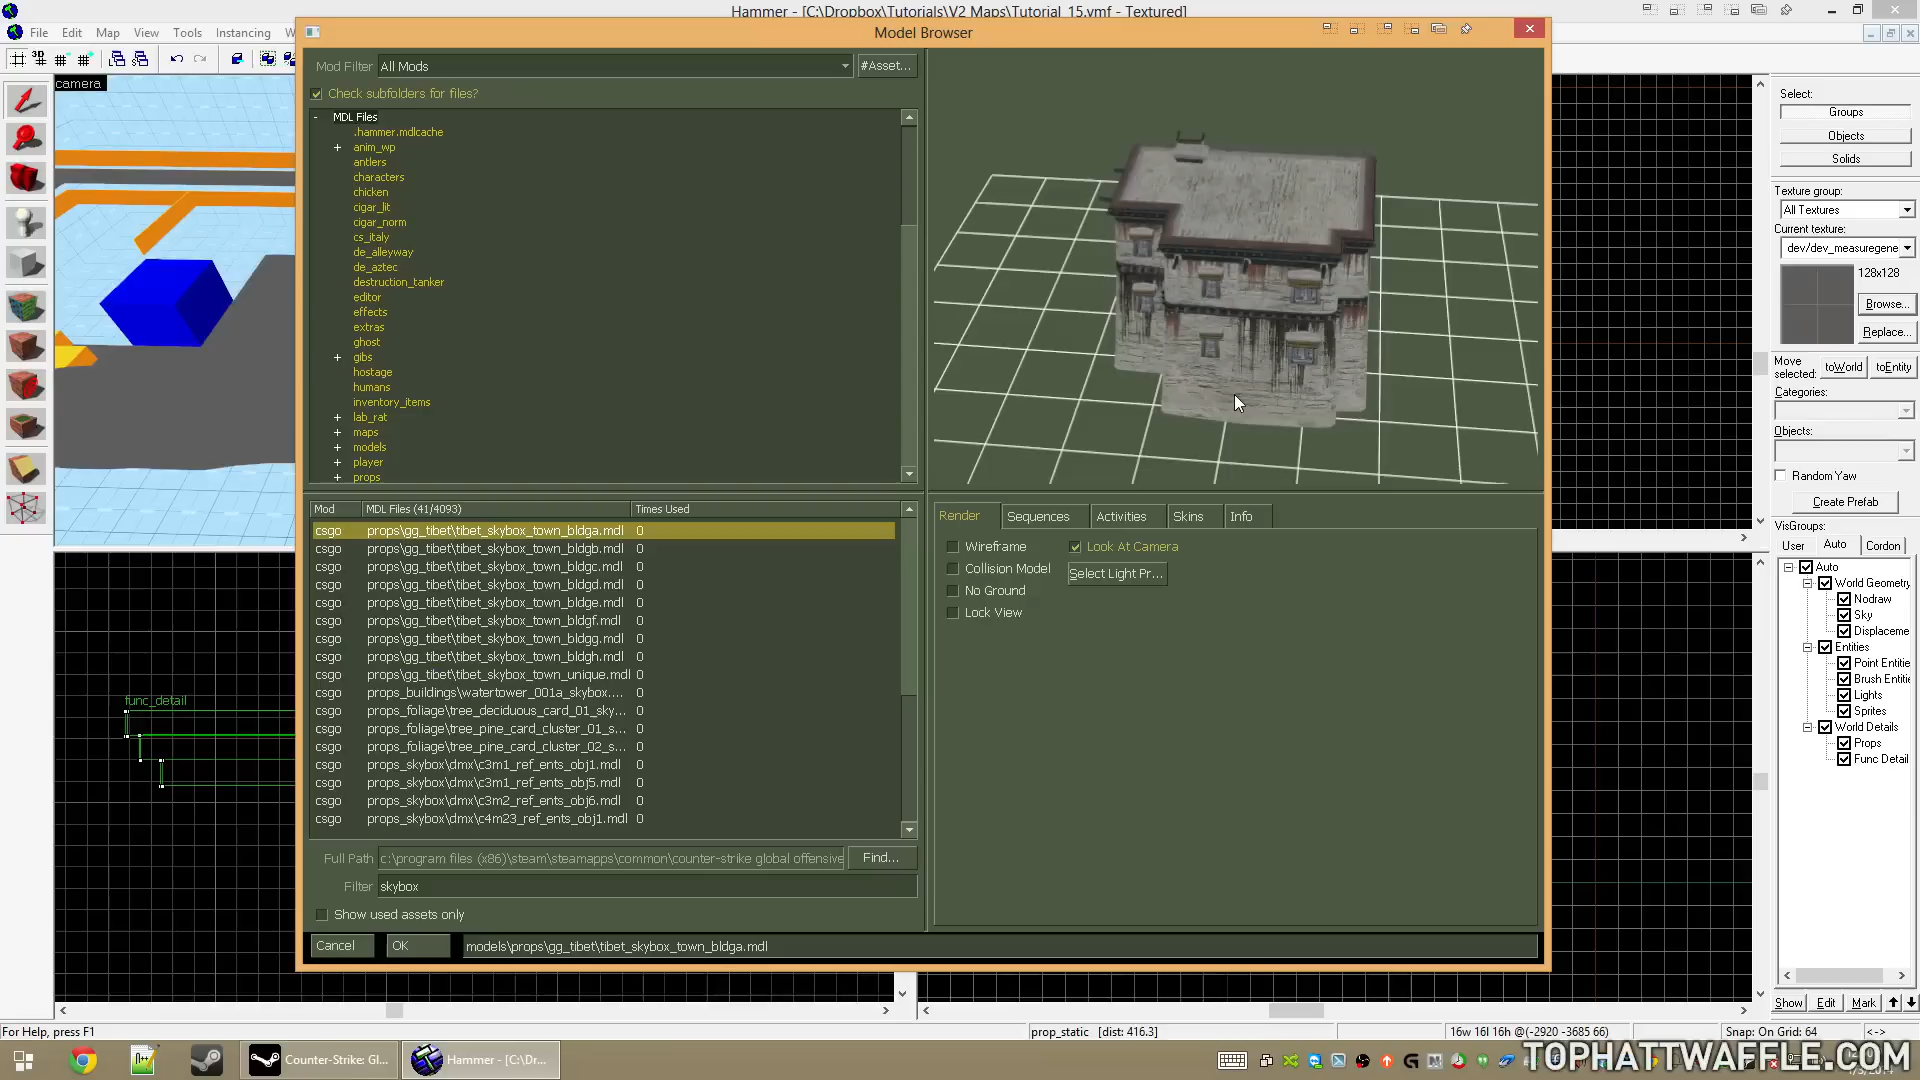 Hammer - [C:\Dropbox\Tutorials\V2 Maps\Tutorial_15.vmf - Textured]
File Edit Map View Tools Instancing
Model Browser
camera
Mod Filter All Mods #Asset...
Check subfolders for files?
- MDL Files
.hammer.mdlcache
+ anim_wp
antlers
characters
chicken
cigar_lit
cigar_norm
cs_italy
de_alleyway
de_aztec
destruction_tanker
editor
effects
extras
ghost
+ gibs
hostage
humans
inventory_items
+ lab_rat
+ maps
+ models
+ player
+ props
Mod MDL Files (41/4093) Times Used
csgo props\gg_tibet\tibet_skybox_town_bldga.mdl 0
csgo props\gg_tibet\tibet_skybox_town_bldgb.mdl 0
csgo props\gg_tibet\tibet_skybox_town_bldgc.mdl 0
csgo props\gg_tibet\tibet_skybox_town_bldgd.mdl 0
csgo props\gg_tibet\tibet_skybox_town_bldge.mdl 0
csgo props\gg_tibet\tibet_skybox_town_bldgf.mdl 0
csgo props\gg_tibet\tibet_skybox_town_bldgg.mdl 0
csgo props\gg_tibet\tibet_skybox_town_bldgh.mdl 0
csgo props\gg_tibet\tibet_skybox_town_unique.mdl 0
csgo props_buildings\watertower_001a_skybox.... 0
csgo props_foliage\tree_deciduous_card_01_sky... 0
csgo props_foliage\tree_pine_card_cluster_01_s... 0
csgo props_foliage\tree_pine_card_cluster_02_s... 0
csgo props_skybox\dmx\c3m1_ref_ents_obj1.mdl 0
csgo props_skybox\dmx\c3m1_ref_ents_obj5.mdl 0
csgo props_skybox\dmx\c3m2_ref_ents_obj6.mdl 0
csgo props_skybox\dmx\c4m23_ref_ents_obj1.mdl 0
Full Path c:\program files (x86)\steam\steamapps\common\counter-strike global offensive Find...
Filter skybox
Show used assets only
Cancel OK models\props\gg_tibet\tibet_skybox_town_bldga.mdl
Render Sequences Activities Skins Info
Wireframe Look At Camera
Collision Model Select Light Pr...
No Ground
Lock View
func_detail
Select:
Groups
Objects
Solids
Texture group:
All Textures
Current texture:
dev/dev_measuregene
128x128
Browse...
Replace...
Move selected: toWorld toEntity
Categories:
Objects:
Random Yaw
Create Prefab
VisGroups:
User Auto Cordon
Auto
World Geometry
Nodraw
Sky
Displaceme
Entities
Point Entitie
Brush Entitie
Lights
Sprites
World Details
Props
Func Detail
Show Edit Mark
For Help, press F1 prop_static [dist: 416.3] 16w 16l 16h @(-2920 -3685 66) Snap: On Grid: 64 <->
Counter-Strike: Gl... Hammer - [C:\Dr...
TOPHATTWAFFLE.COM